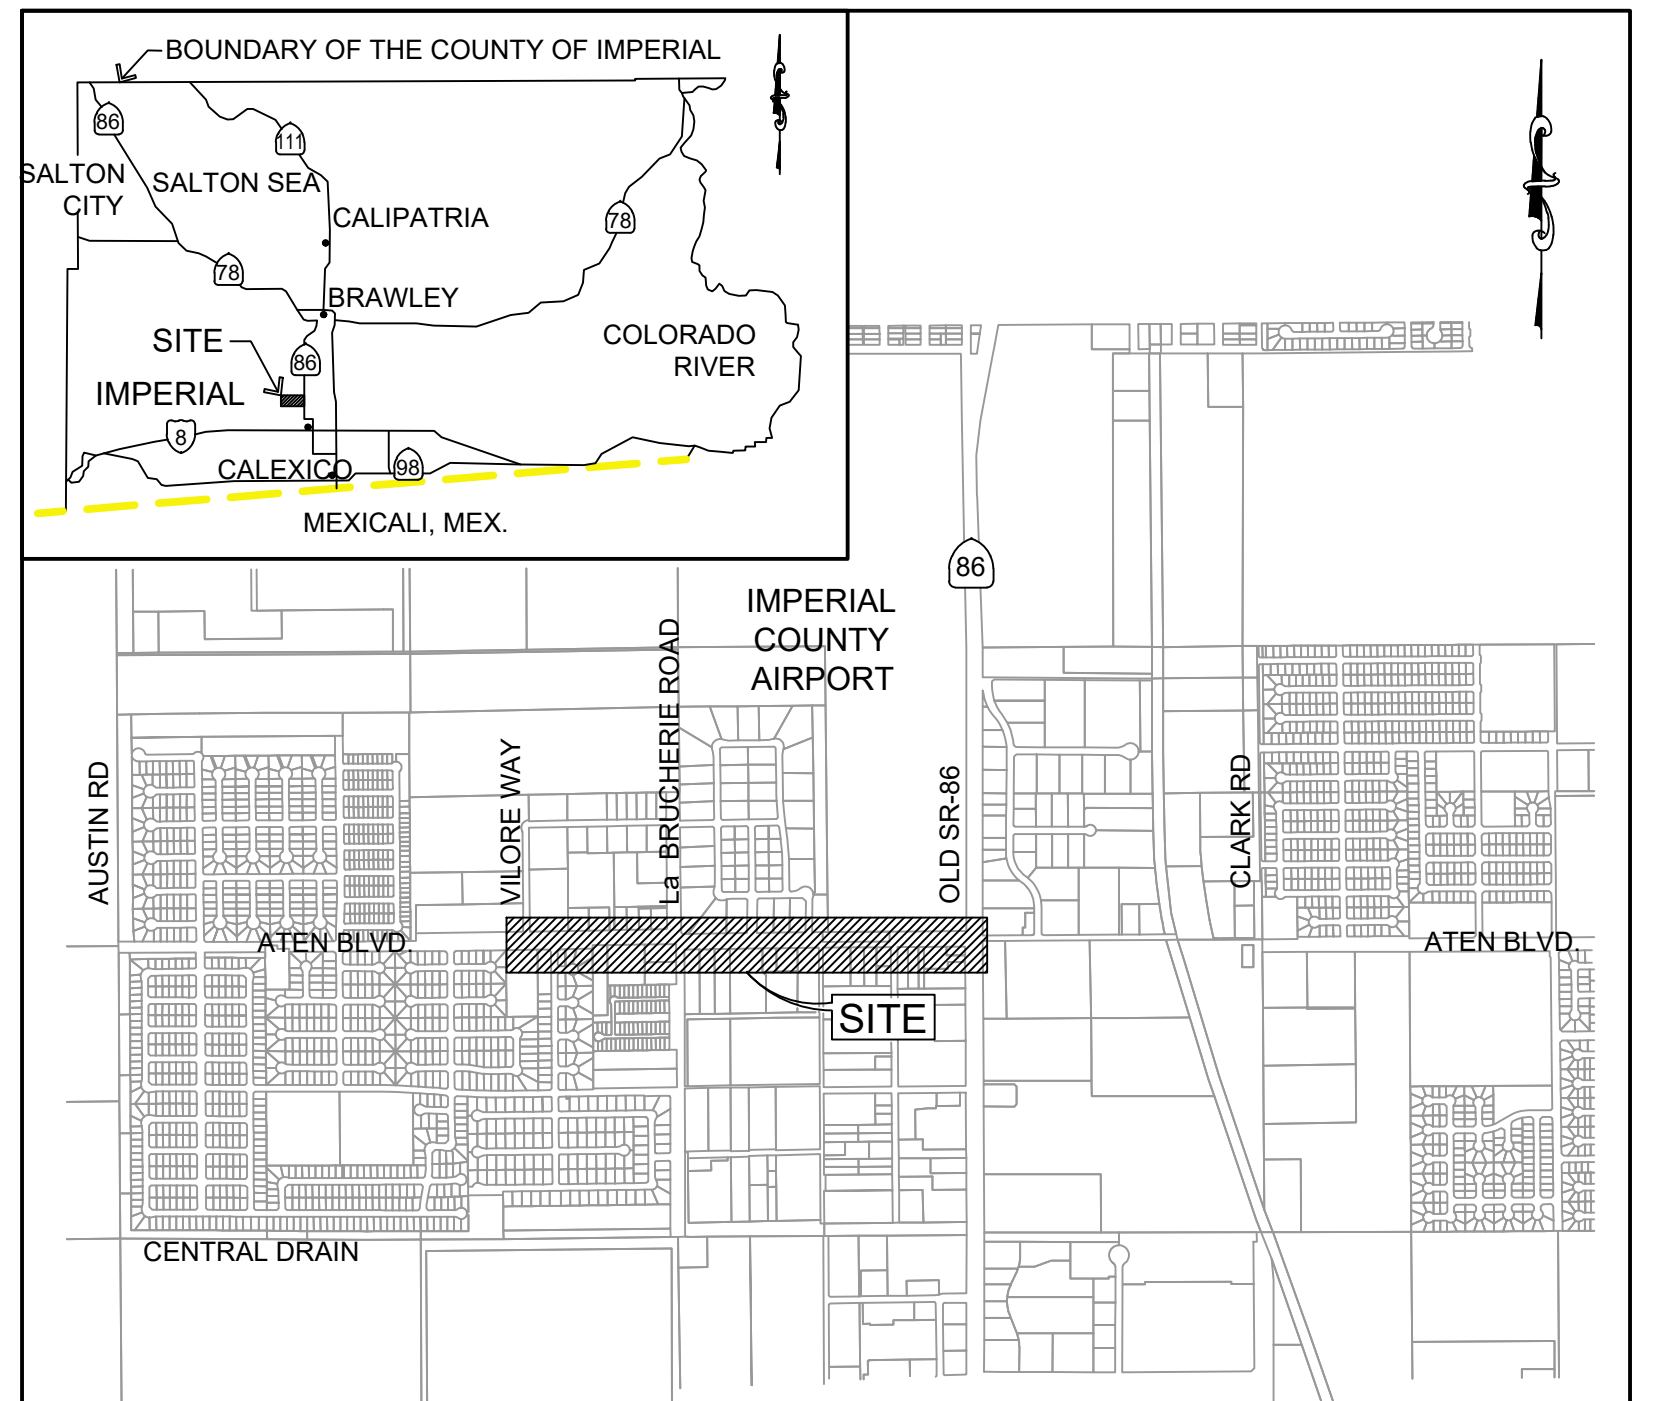 BOUNDARY OF THE COUNTY OF IMPERIAL
86
111
SALTON
CITY
SALTON SEA
CALIPATRIA
78
78
BRAWLEY
SITE
86
COLORADO
RIVER
IMPERIAL
8
CALEXICO
98
MEXICALI, MEX.
86
IMPERIAL
COUNTY
AIRPORT
AUSTIN RD
VILORE WAY
La BRUCHERIE ROAD
OLD SR-86
CLARK RD
ATEN BLVD.
ATEN BLVD.
SITE
CENTRAL DRAIN